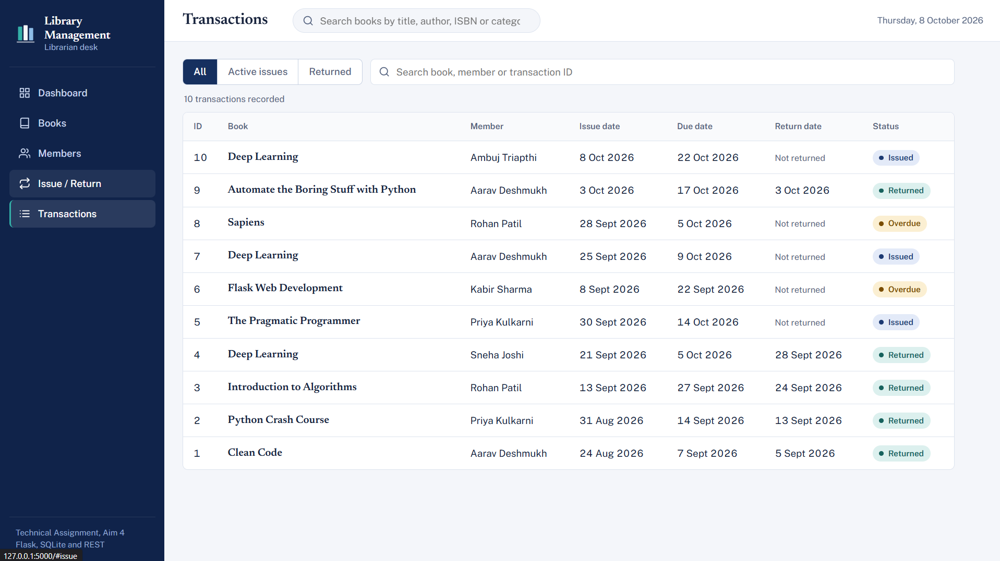 Library
Management
Librarian desk
Dashboard
Books
Members
Issue / Return
Transactions
Technical Assignment, Aim 4
Flask, SQLite and REST
127.0.0.1:5000/#issue
Transactions
Search books by title, author, ISBN or catego
Thursday, 8 October 2026
All Active issues Returned
Search book, member or transaction ID
10 transactions recorded
ID Book Member Issue date Due date Return date Status
10 Deep Learning Ambuj Triapthi 8 Oct 2026 22 Oct 2026 Not returned Issued
9 Automate the Boring Stuff with Python Aarav Deshmukh 3 Oct 2026 17 Oct 2026 3 Oct 2026 Returned
8 Sapiens Rohan Patil 28 Sept 2026 5 Oct 2026 Not returned Overdue
7 Deep Learning Aarav Deshmukh 25 Sept 2026 9 Oct 2026 Not returned Issued
6 Flask Web Development Kabir Sharma 8 Sept 2026 22 Sept 2026 Not returned Overdue
5 The Pragmatic Programmer Priya Kulkarni 30 Sept 2026 14 Oct 2026 Not returned Issued
4 Deep Learning Sneha Joshi 21 Sept 2026 5 Oct 2026 28 Sept 2026 Returned
3 Introduction to Algorithms Rohan Patil 13 Sept 2026 27 Sept 2026 24 Sept 2026 Returned
2 Python Crash Course Priya Kulkarni 31 Aug 2026 14 Sept 2026 13 Sept 2026 Returned
1 Clean Code Aarav Deshmukh 24 Aug 2026 7 Sept 2026 5 Sept 2026 Returned